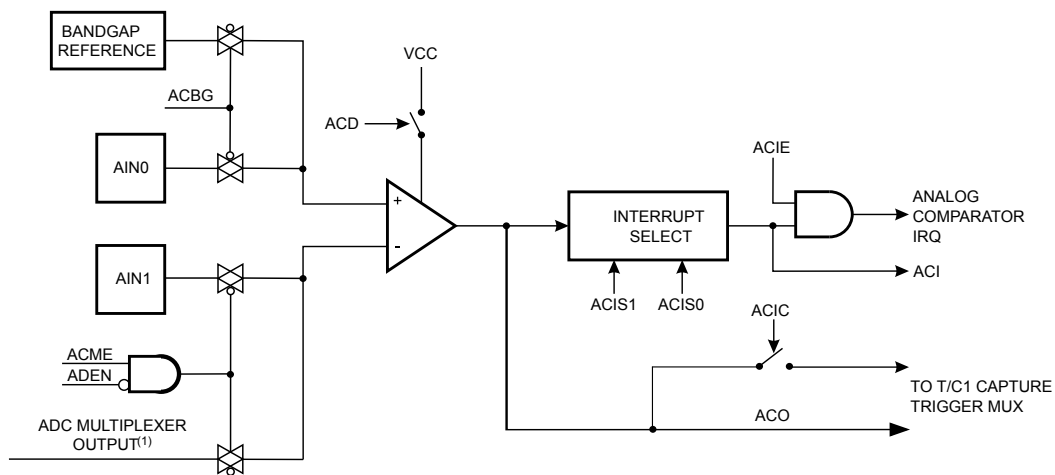 BANDGAP
REFERENCE
VCC
ACBG
ACD
AIN0
ACIE
+
-
INTERRUPT
SELECT
ANALOG
COMPARATOR
IRQ
AIN1
ACI
ACIS1
ACIS0
ACIC
ACME
ADEN
TO T/C1 CAPTURE
TRIGGER MUX
ADC MULTIPLEXER
OUTPUT(1)
ACO